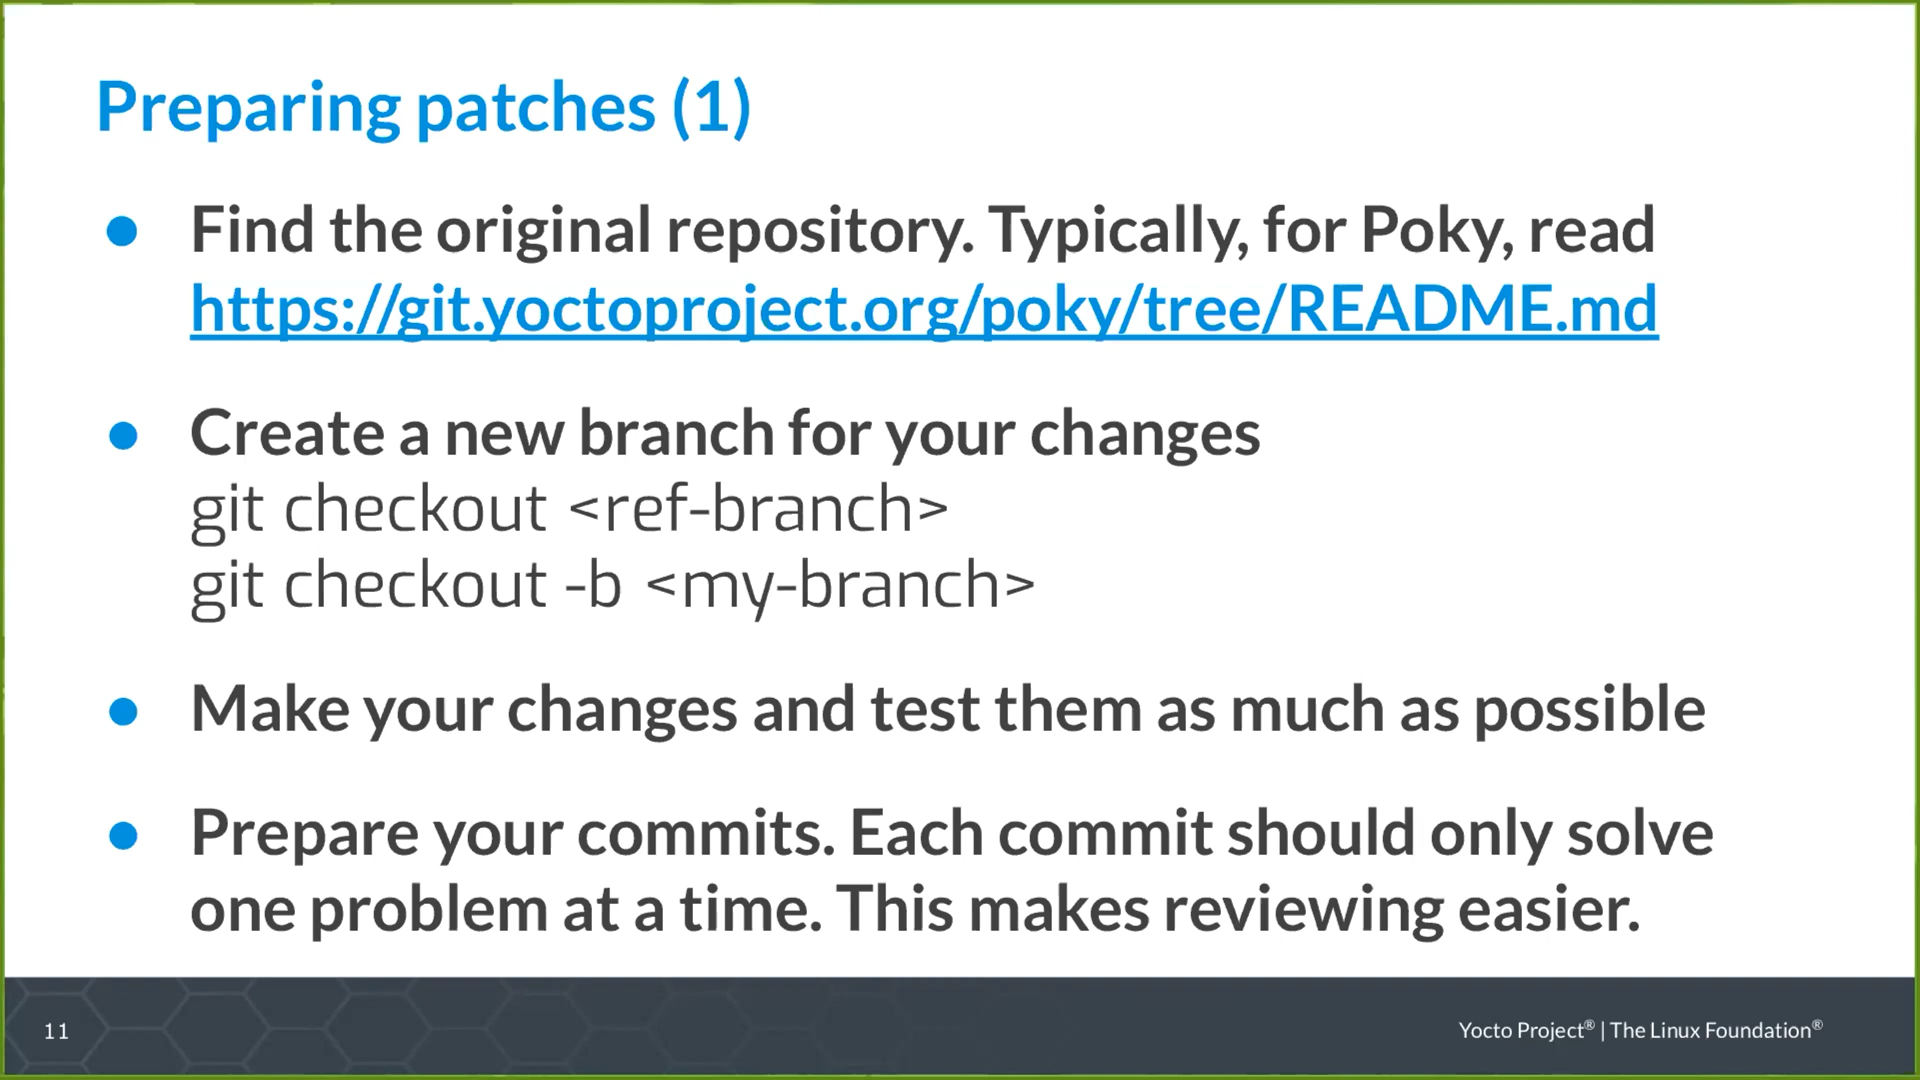 Preparing patches (1)
● Find the original repository. Typically, for Poky, read
https://git.yoctoproject.org/poky/tree/README.md
● Create a new branch for your changes
git checkout <ref-branch>
git checkout -b <my-branch>
● Make your changes and test them as much as possible
● Prepare your commits. Each commit should only solve
one problem at a time. This makes reviewing easier.
11
Yocto Project® | The Linux Foundation®